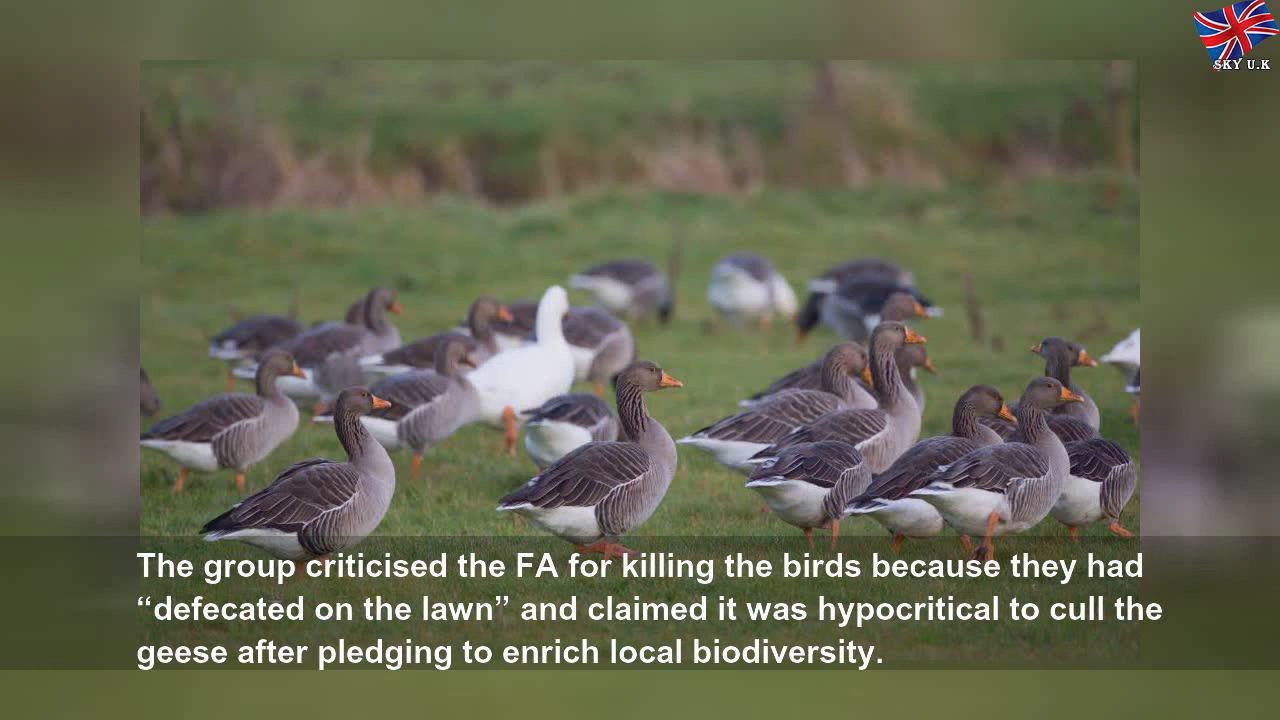 SKY U.K
The group criticised the FA for killing the birds because they had
“defecated on the lawn” and claimed it was hypocritical to cull the
geese after pledging to enrich local biodiversity.